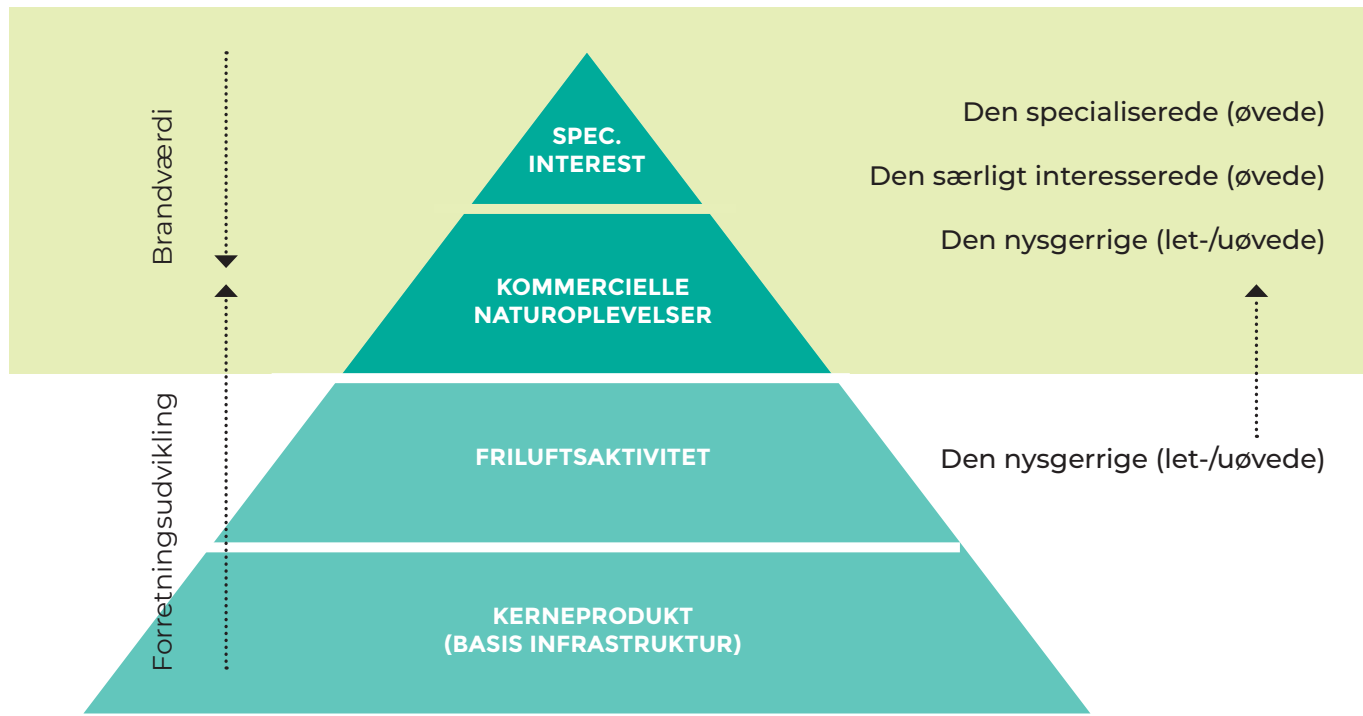 Brandværdi
Forretningsudvikling
SPEC.
INTEREST
KOMMERCIELLE
NATUROPLEVELSER
FRILUFTSAKTIVITET
KERNEPRODUKT
(BASIS INFRASTRUKTUR)
Den specialiserede (øvede)
Den særligt interesserede (øvede)
Den nysgerrige (let-/uøvede)
Den nysgerrige (let-/uøvede)